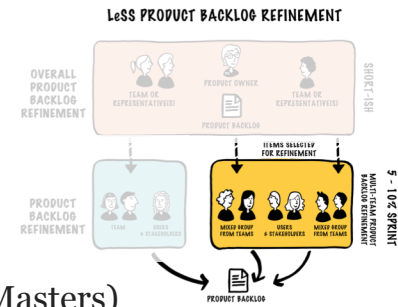 LeSS PRODUCT BACKLOG REFINEMENT
OVERALL
PRODUCT
BACKLOG
REFINEMENT
TEAM OR
REPRESENTATIVE(S)
PRODUCT OWNER
TEAM OR
REPRESENTATIVE(S)
PRODUCT BACKLOG
SHORT-ISH
ITEMS SELECTED
FOR REFINEMENT
PRODUCT
BACKLOG
REFINEMENT
TEAM
USERS
& STAKEHOLDERS
MIXED GROUP
FROM TEAMS
USERS
& STAKEHOLDERS
MIXED GROUP
FROM TEAMS
5 - 10% SPRINT
MULTI-TEAM PRODUCT
BACKLOG REFINEMENT
PRODUCT BACKLOG
Masters)